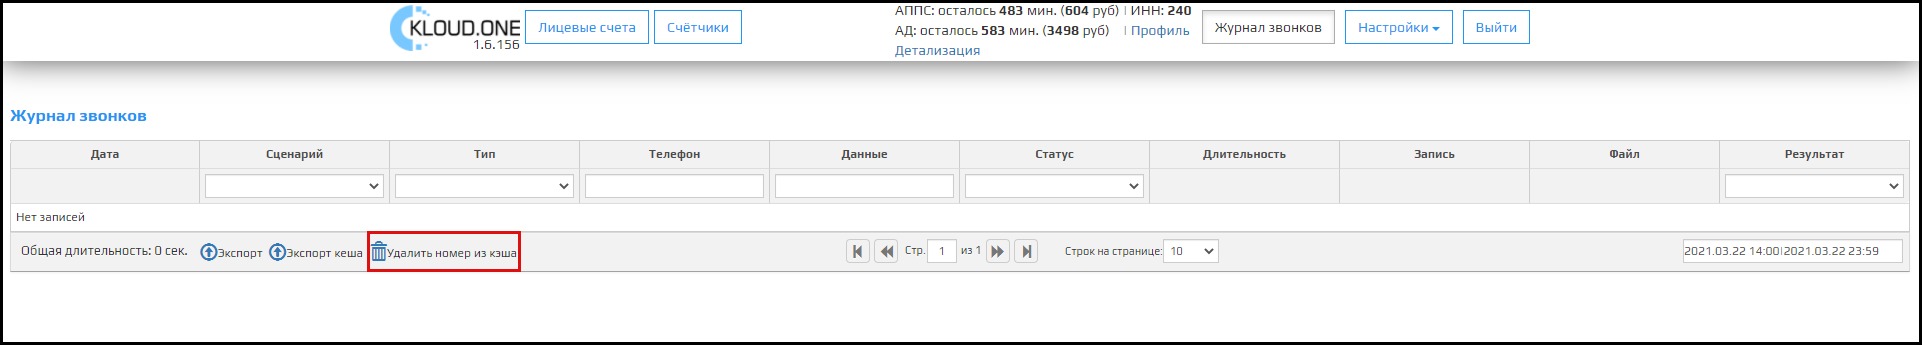 KLOUD.ONE
1.6.156
Лицевые счета
Счётчики
АППС: осталось 483 мин. (604 руб) | ИНН: 240
АД: осталось 583 мин. (3498 руб) | Профиль
Детализация
Журнал звонков
Настройки
Выйти
Журнал звонков
Дата Сценарий Тип Телефон Данные Статус Длительность Запись Файл Результат
Нет записей
Общая длительность: 0 сек. Экспорт Экспорт кеша Удалить номер из кэша Стр. 1 из 1 Строк на странице: 10 2021.03.22 14:00|2021.03.22 23:59